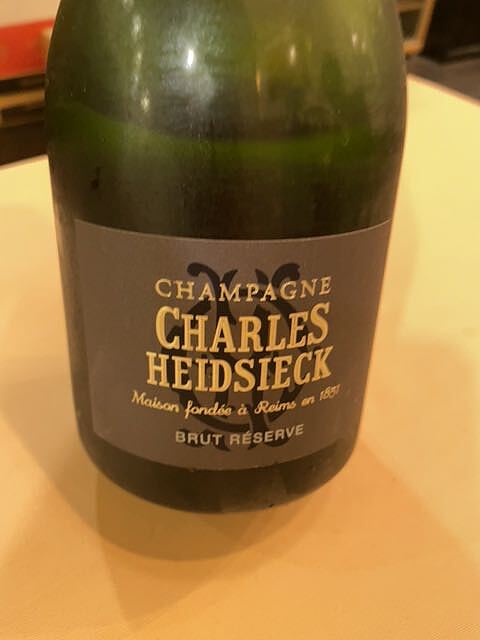 CHAMPAGNE
CHARLES
HEIDSIECK
Maison fondée à Reims en 1851
BRUT RÉSERVE